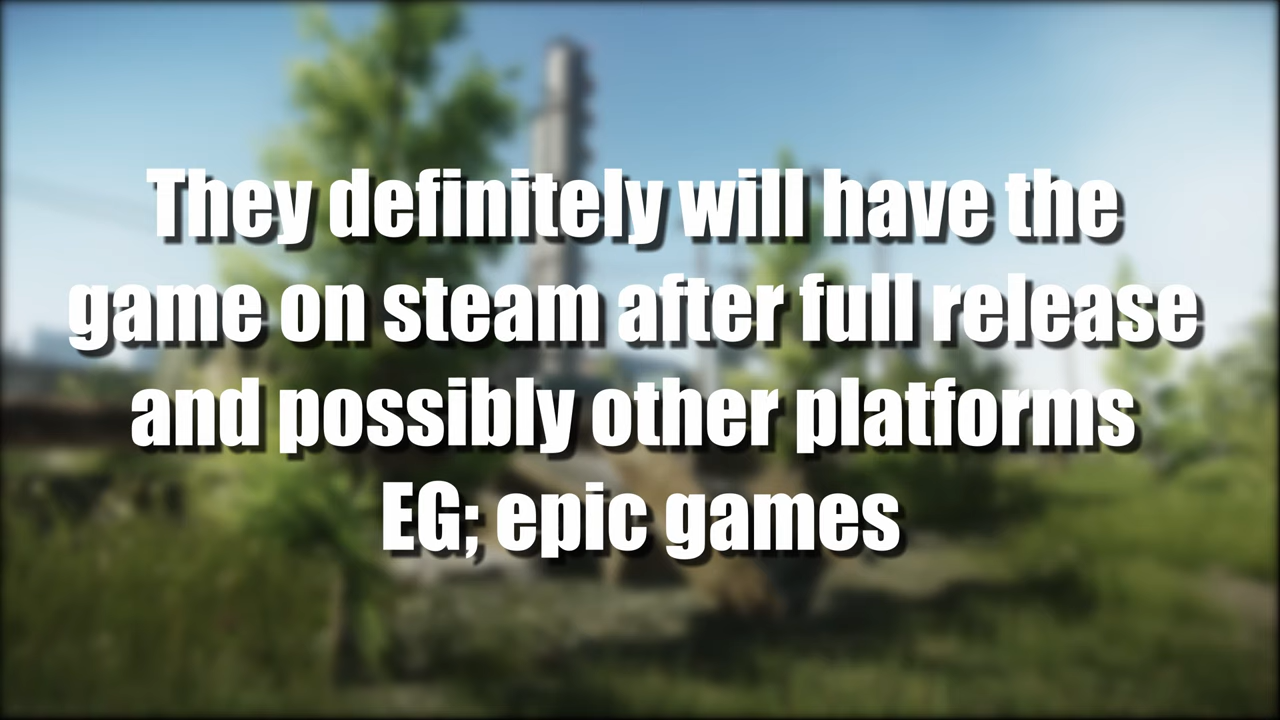 They definitely will have the
game on steam after full release
and possibly other platforms
EG; epic games